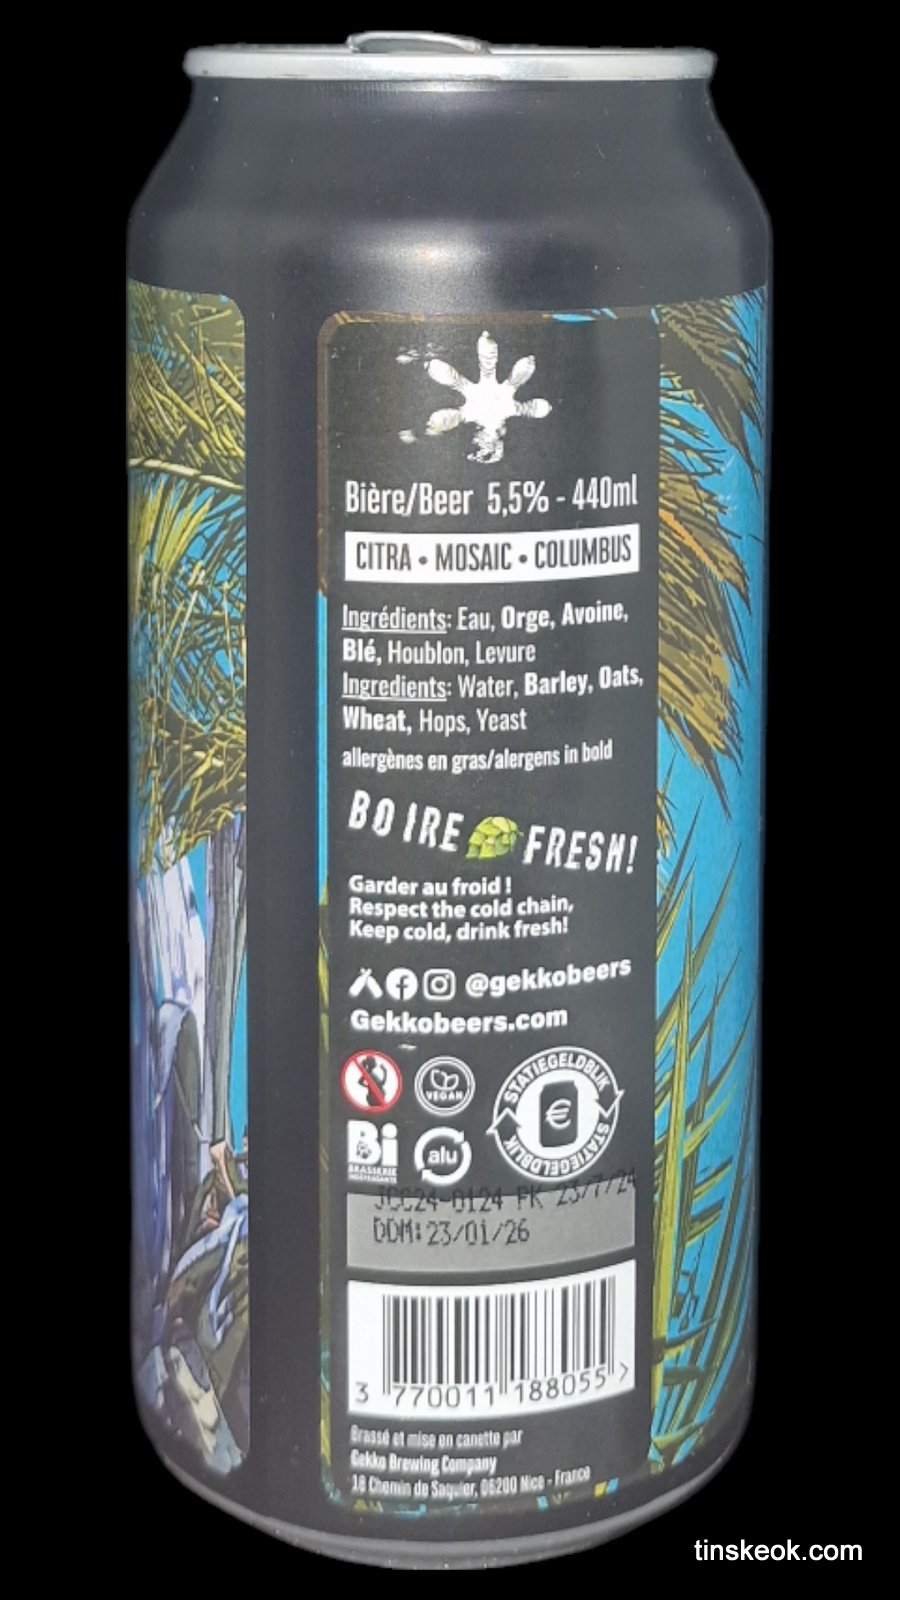 Bière/Beer 5,5% - 440ml
CITRA • MOSAIC • COLUMBUS
Ingrédients: Eau, Orge, Avoine,
Blé, Houblon, Levure
Ingredients: Water, Barley, Oats,
Wheat, Hops, Yeast
allergènes en gras/alergens in bold
BOIRE FRESH!
Garder au froid !
Respect the cold chain,
Keep cold, drink fresh!
@gekkobeers
Gekkobeers.com
VEGAN
STATIEGELDBLIK STATIEGELDBLIK
€
Bi
BRASSERIE
INDÉPENDANTE
alu
JCC24-0124 PK 23/7/24
DDM:23/01/26
3 770011 188055 >
Brassé et mise en canette par
Gekko Brewing Company
18 Chemin de Saquier, 06200 Nice - France
tinskeok.com